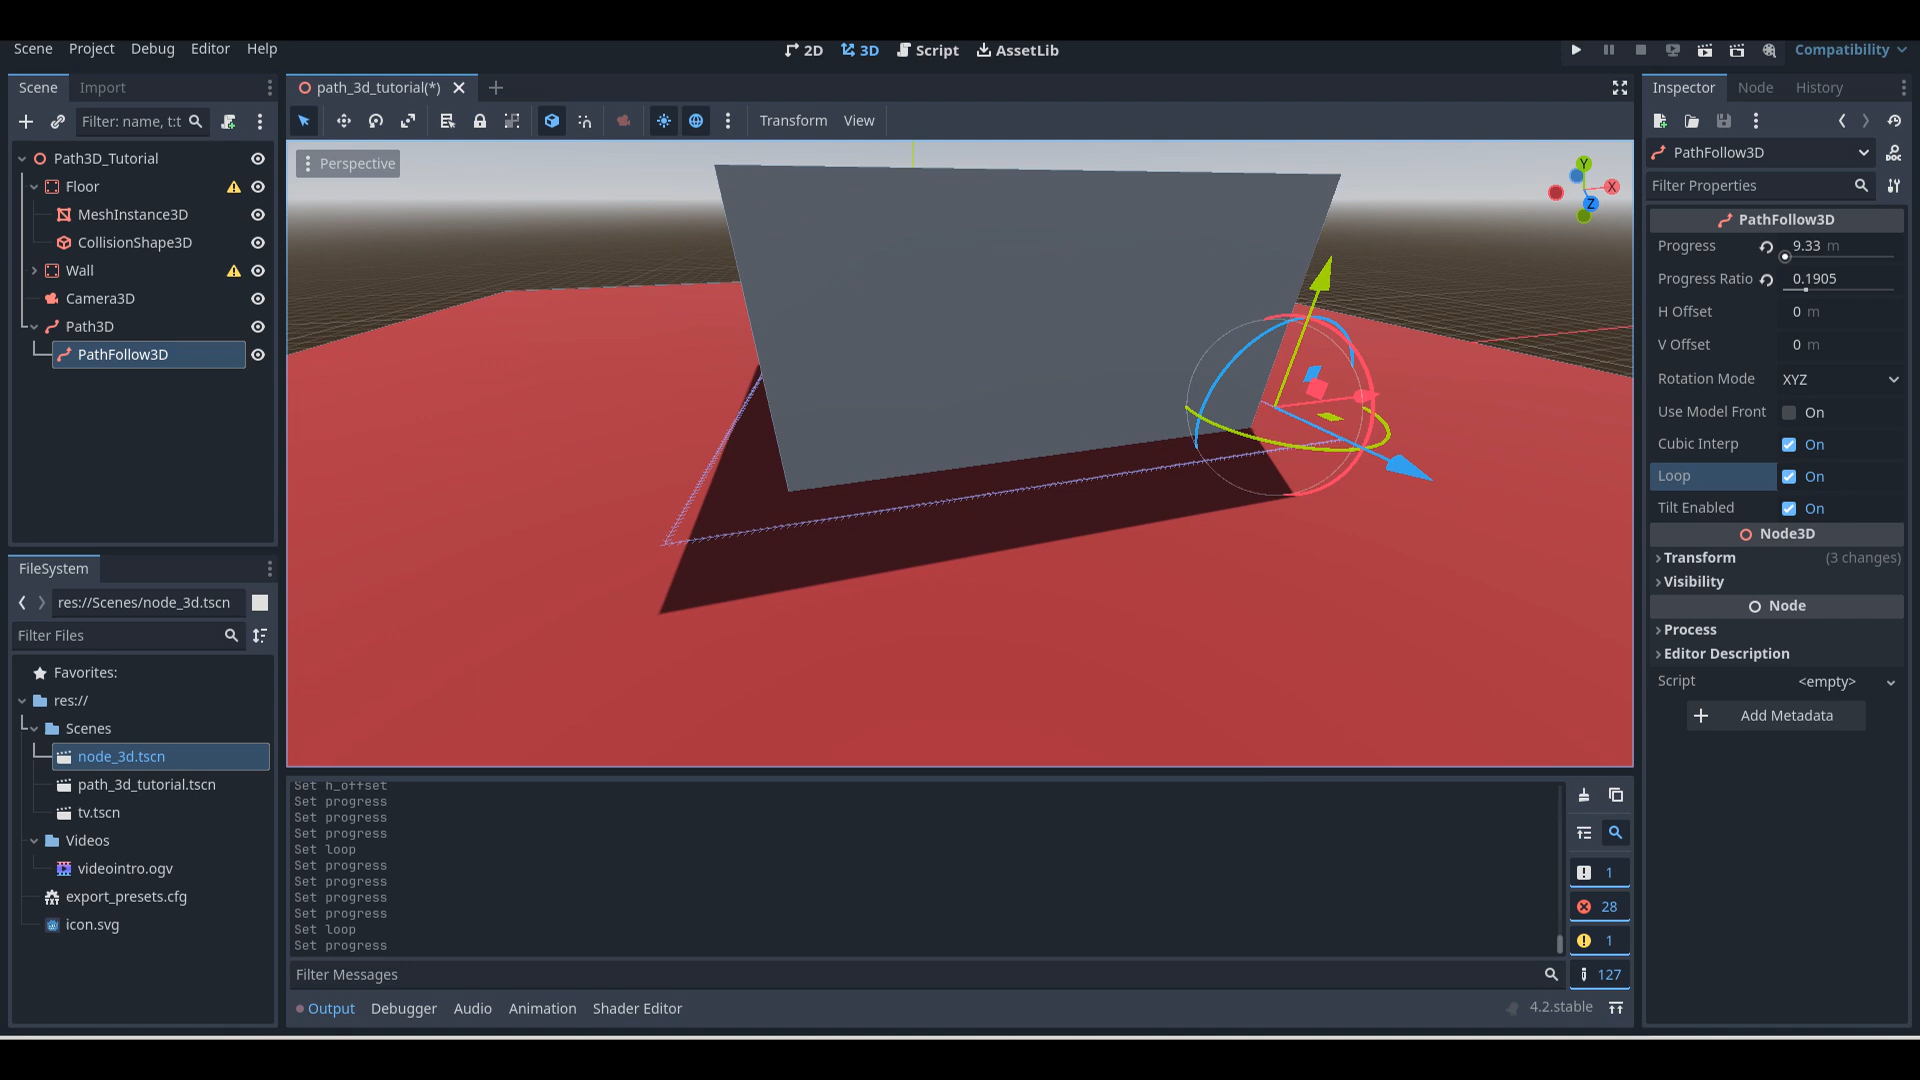 Scene Project Debug Editor Help
2D 3D Script AssetLib
Compatibility
Scene Import
path_3d_tutorial(*)
Inspector Node History
Filter: name, t:t
Transform View
Path3D_Tutorial
Floor
MeshInstance3D
CollisionShape3D
Wall
Camera3D
Path3D
PathFollow3D
Perspective
Y
X
Z
PathFollow3D
Filter Properties
PathFollow3D
Progress 9.33 m
Progress Ratio 0.1905
H Offset 0 m
V Offset 0 m
Rotation Mode XYZ
Use Model Front On
Cubic Interp On
Loop On
Tilt Enabled On
Node3D
Transform (3 changes)
Visibility
Node
Process
Editor Description
Script <empty>
Add Metadata
FileSystem
res://Scenes/node_3d.tscn
Filter Files
Favorites:
res://
Scenes
node_3d.tscn
path_3d_tutorial.tscn
tv.tscn
Videos
videointro.ogv
export_presets.cfg
icon.svg
Set h_offset
Set progress
Set progress
Set progress
Set loop
Set progress
Set progress
Set progress
Set progress
Set loop
Set progress
1
28
1
127
Filter Messages
Output Debugger Audio Animation Shader Editor
4.2.stable